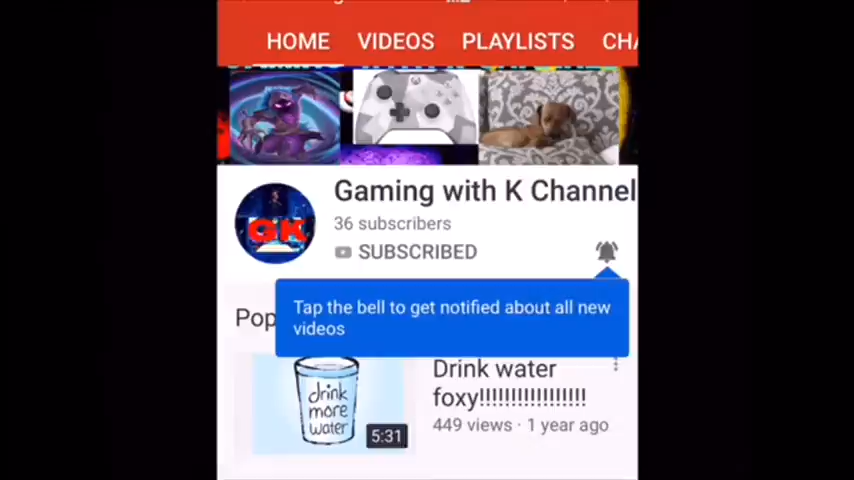 HOME VIDEOS PLAYLISTS CHA
Gaming with K Channel
36 subscribers
SUBSCRIBED
Tap the bell to get notified about all new
videos
Pop
GK
drink
more
water
5:31
Drink water
foxy!!!!!!!!!!!!!!!!!
449 views · 1 year ago